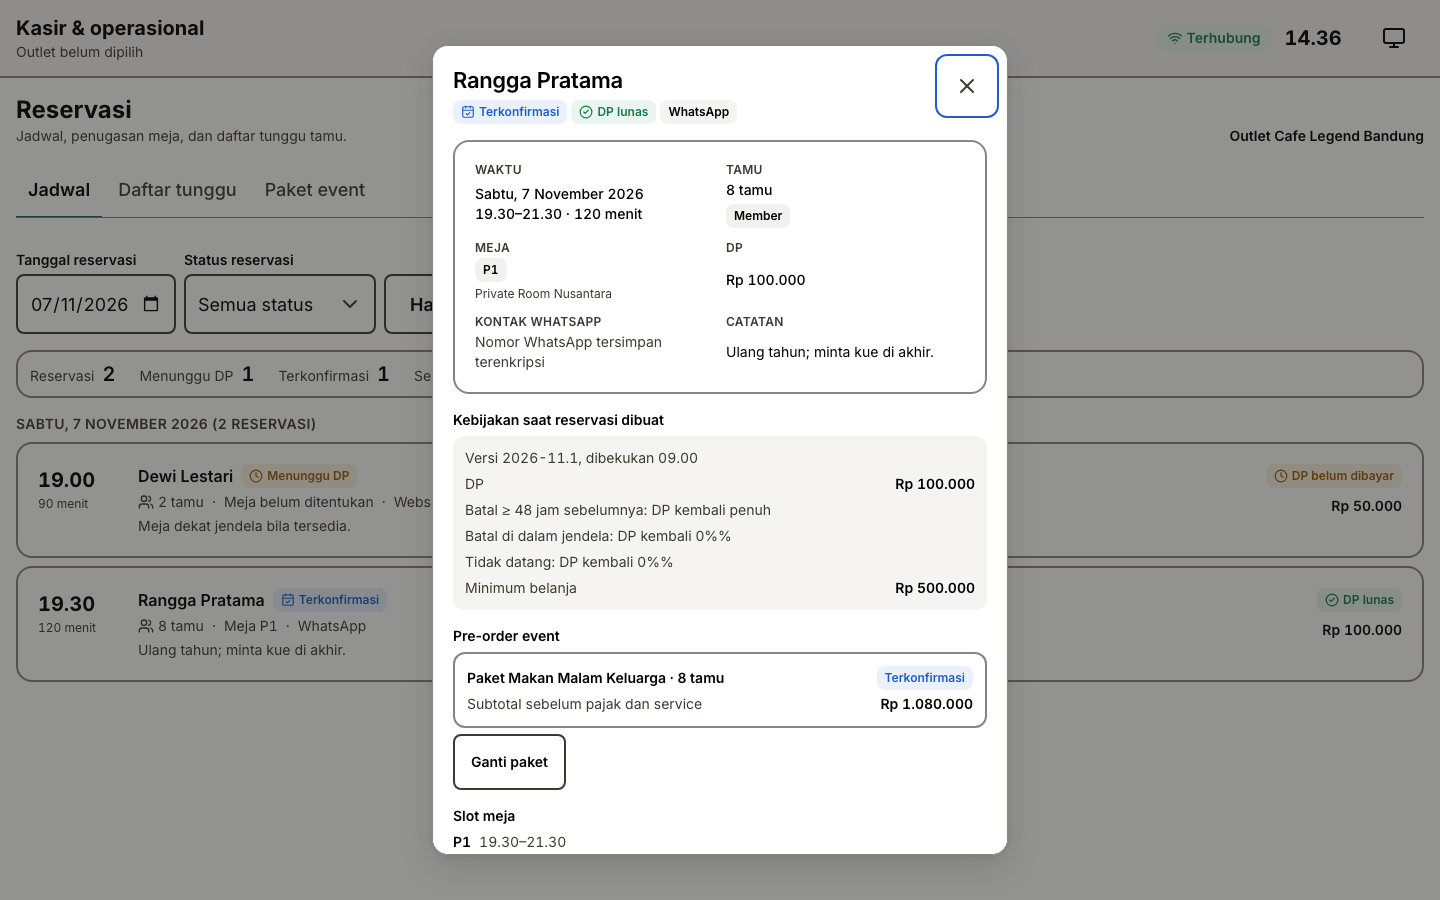 Kasir & operasional
Outlet belum dipilih
Terhubung
14.36
Reservasi
Jadwal, penugasan meja, dan daftar tunggu tamu.
Outlet Cafe Legend Bandung
Jadwal
Daftar tunggu
Paket event
Tanggal reservasi
Status reservasi
07/11/2026
Semua status
Ha
Reservasi 2
Menunggu DP 1
Terkonfirmasi 1
Se
SABTU, 7 NOVEMBER 2026 (2 RESERVASI)
19.00
90 menit
Dewi Lestari
Menunggu DP
2 tamu · Meja belum ditentukan · Webs
Meja dekat jendela bila tersedia.
DP belum dibayar
Rp 50.000
19.30
120 menit
Rangga Pratama
Terkonfirmasi
8 tamu · Meja P1 · WhatsApp
Ulang tahun; minta kue di akhir.
DP lunas
Rp 100.000
Rangga Pratama
Terkonfirmasi
DP lunas
WhatsApp
WAKTU
Sabtu, 7 November 2026
19.30–21.30 · 120 menit
TAMU
8 tamu
Member
MEJA
P1
Private Room Nusantara
DP
Rp 100.000
KONTAK WHATSAPP
Nomor WhatsApp tersimpan
terenkripsi
CATATAN
Ulang tahun; minta kue di akhir.
Kebijakan saat reservasi dibuat
Versi 2026-11.1, dibekukan 09.00
DP Rp 100.000
Batal ≥ 48 jam sebelumnya: DP kembali penuh
Batal di dalam jendela: DP kembali 0%%
Tidak datang: DP kembali 0%%
Minimum belanja Rp 500.000
Pre-order event
Paket Makan Malam Keluarga · 8 tamu
Terkonfirmasi
Subtotal sebelum pajak dan service Rp 1.080.000
Ganti paket
Slot meja
P1 19.30–21.30